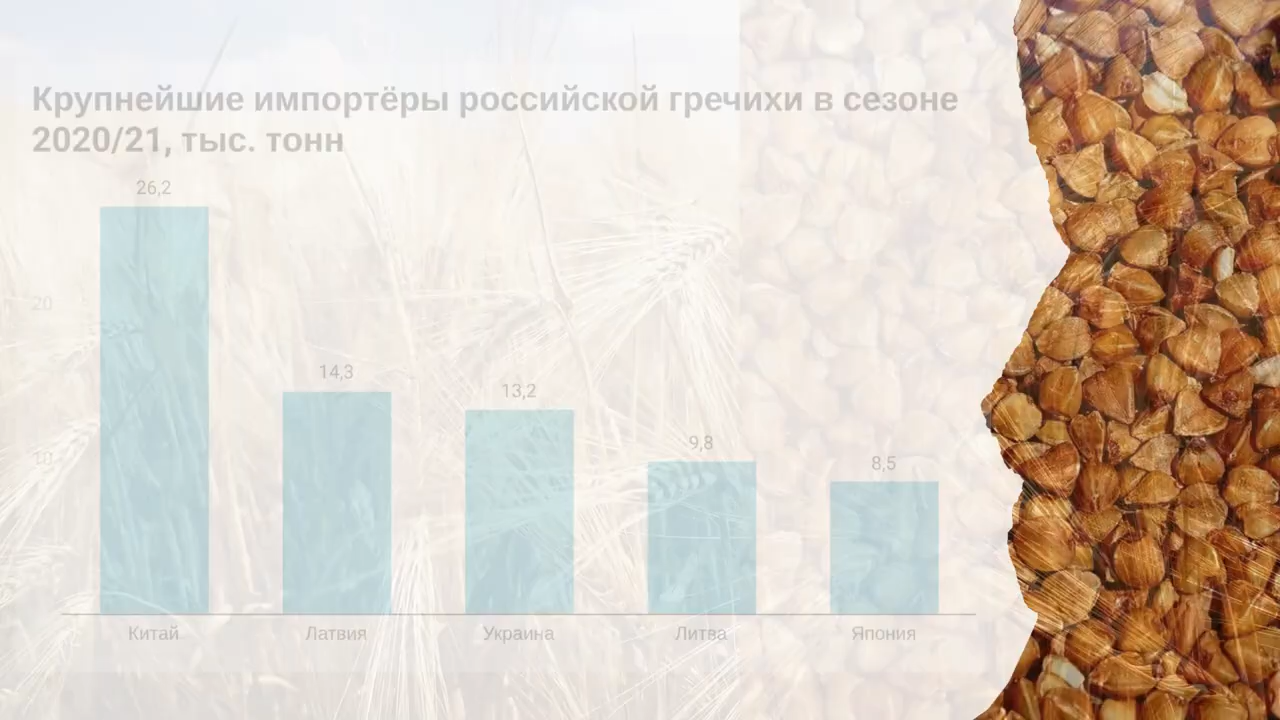 Крупнейшие импортёры российской гречихи в сезоне
2020/21, тыс. тонн
26,2
20
14,3
13,2
10
9,8
8,5
Китай
Латвия
Украина
Литва
Япония